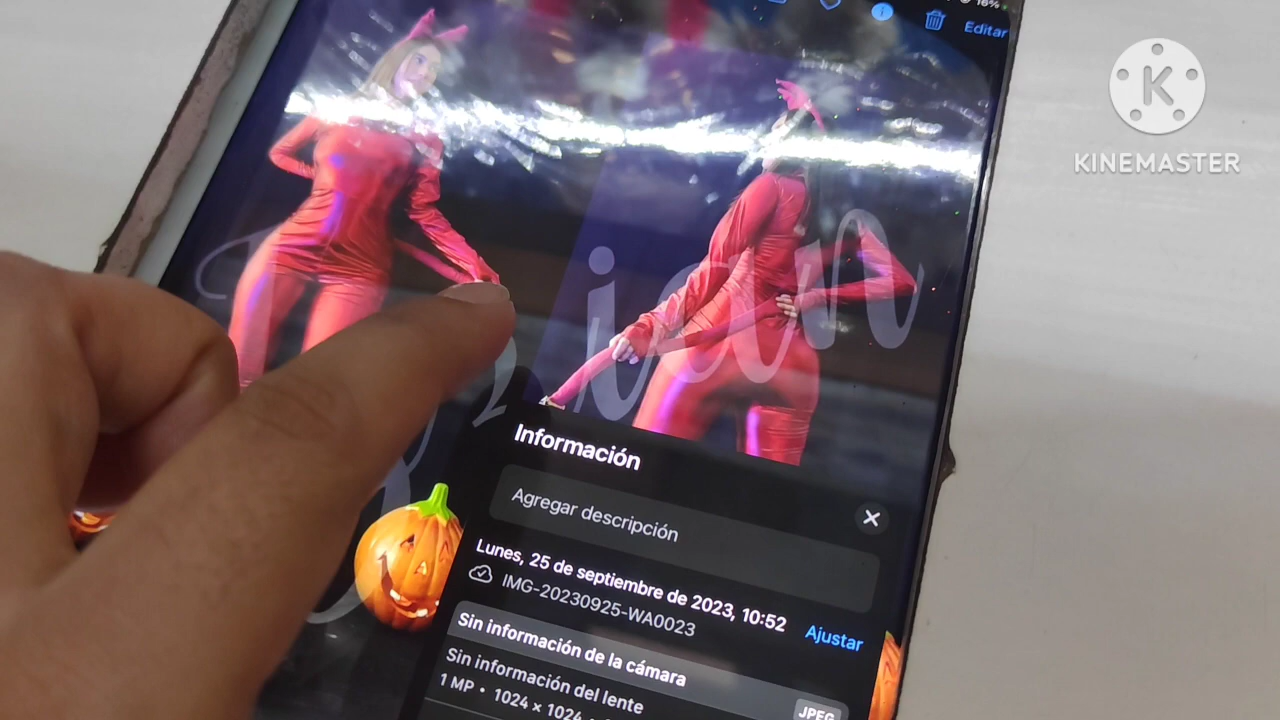 16%
Editar
KINEMASTER
Información
Agregar descripción
Lunes, 25 de septiembre de 2023, 10:52
IMG-20230925-WA0023
Ajustar
Sin información de la cámara
Sin información del lente
JPEG
1 MP • 1024 × 1024